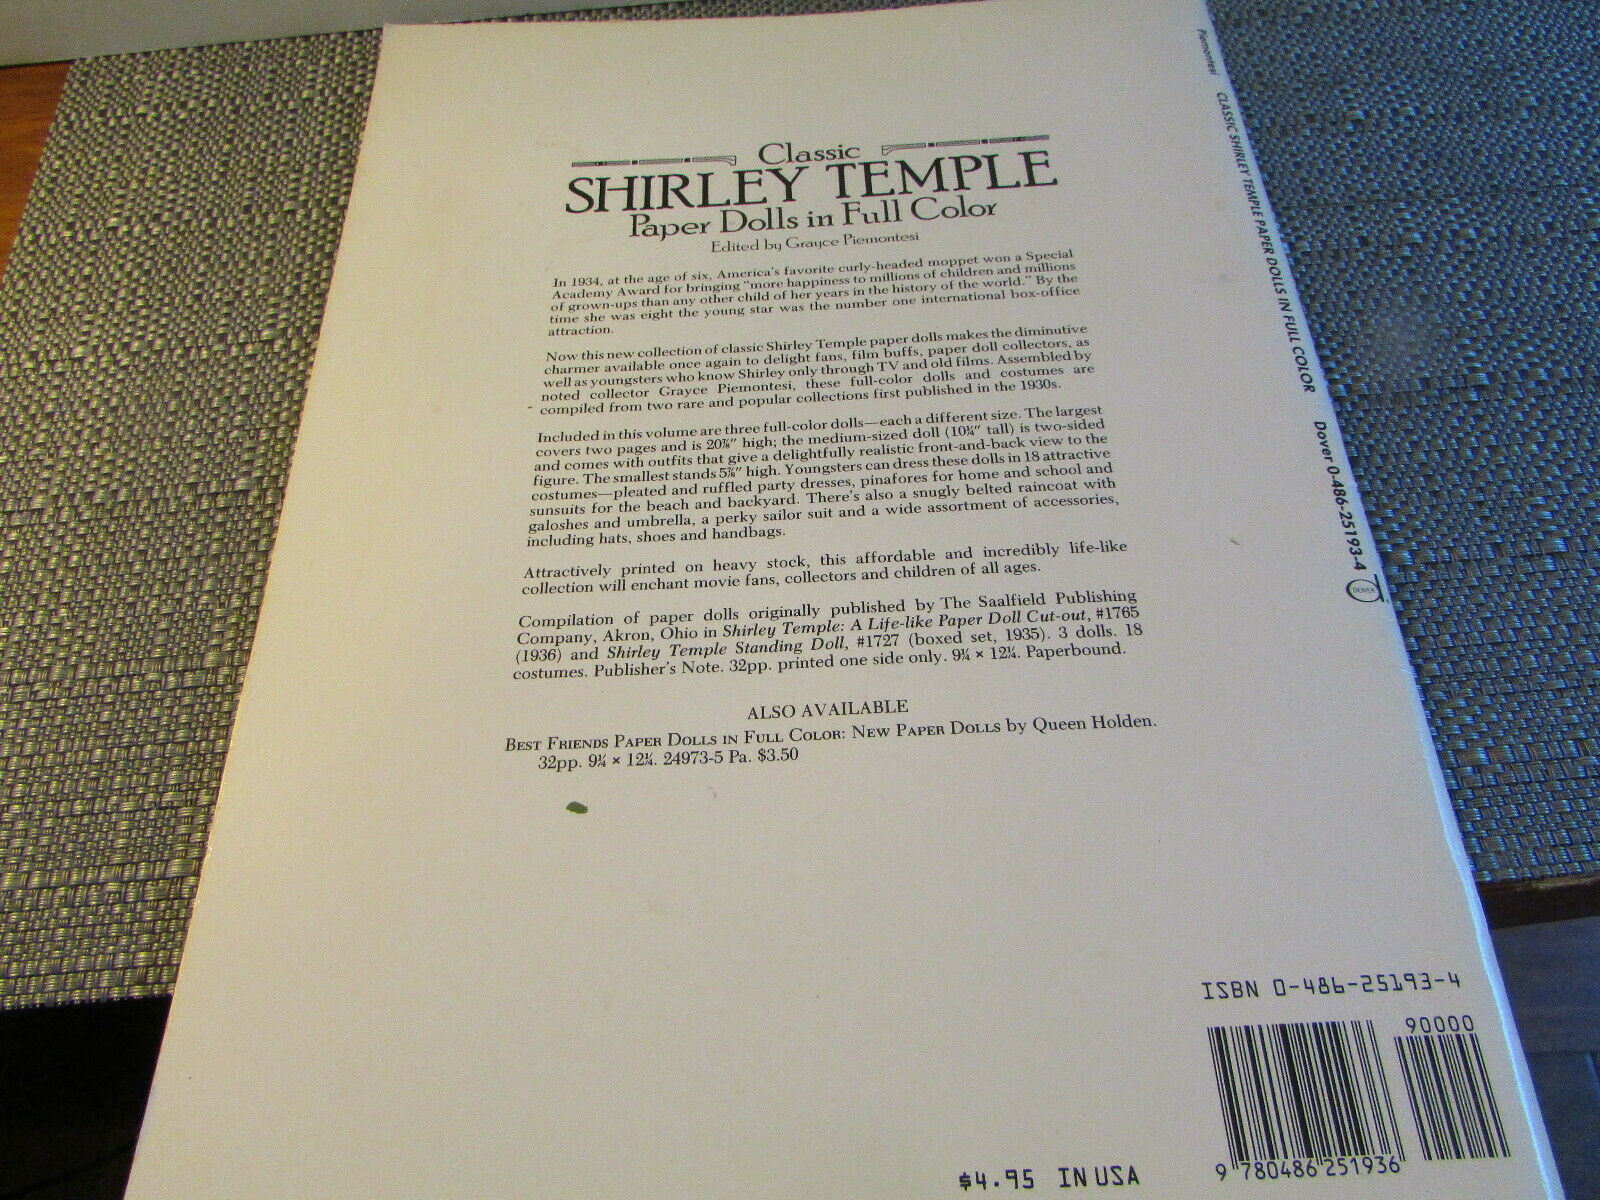 Classic
SHIRLEY TEMPLE
Paper Dolls in Full Color
Edited by Grayce Piemontesi
In 1934, at the age of six, America's favorite curly-headed moppet won a Special
Academy Award for bringing "more happiness to millions of children and millions
of grown-ups than any other child of her years in the history of the world." By the
time she was eight the young star was the number one international box-office
attraction.
Now this new collection of classic Shirley Temple paper dolls makes the diminutive
charmer available once again to delight fans, film buffs, paper doll collectors, as
well as youngsters who know Shirley only through TV and old films. Assembled by
noted collector Grayce Piemontesi, these full-color dolls and costumes are
compiled from two rare and popular collections first published in the 1930s.
Included in this volume are three full-color dolls—each a different size. The largest
covers two pages and is 20⅞" high; the medium-sized doll (10¼" tall) is two-sided
and comes with outfits that give a delightfully realistic front-and-back view to the
figure. The smallest stands 5⅞" high. Youngsters can dress these dolls in 18 attractive
costumes—pleated and ruffled party dresses, pinafores for home and school and
sunsuits for the beach and backyard. There's also a snugly belted raincoat with
galoshes and umbrella, a perky sailor suit and a wide assortment of accessories,
including hats, shoes and handbags.
Attractively printed on heavy stock, this affordable and incredibly life-like
collection will enchant movie fans, collectors and children of all ages.
Compilation of paper dolls originally published by The Saalfield Publishing
Company, Akron, Ohio in Shirley Temple: A Life-like Paper Doll Cut-out, #1765
(1936) and Shirley Temple Standing Doll, #1727 (boxed set, 1935). 3 dolls. 18
costumes. Publisher's Note. 32pp. printed one side only. 9¼ × 12¼. Paperbound.
ALSO AVAILABLE
BEST FRIENDS PAPER DOLLS IN FULL COLOR: NEW PAPER DOLLS by Queen Holden.
32pp. 9¼ × 12¼. 24973-5 Pa. $3.50
ISBN 0-486-25193-4
90000
9 780486 251936
$4.95 IN USA
Piemontesi CLASSIC SHIRLEY TEMPLE PAPER DOLLS IN FULL COLOR Dover 0-486-25193-4
DOVER